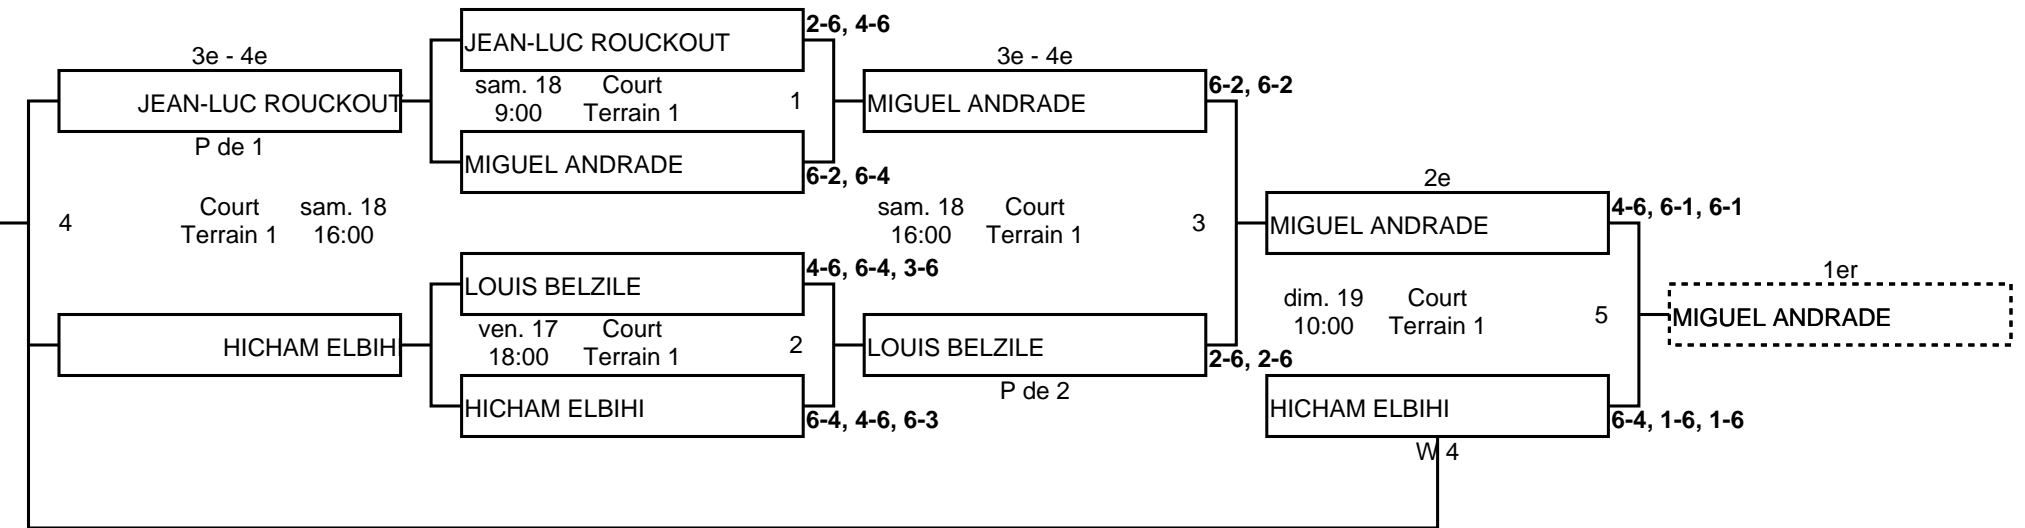 3e - 4e
JEAN-LUC ROUCKOUT
P de 1
4
Court
Terrain 1
sam. 18
16:00
HICHAM ELBIHI
JEAN-LUC ROUCKOUT
2-6, 4-6
sam. 18
9:00
Court
Terrain 1
1
MIGUEL ANDRADE
6-2, 6-4
LOUIS BELZILE
4-6, 6-4, 3-6
ven. 17
18:00
Court
Terrain 1
2
HICHAM ELBIHI
6-4, 4-6, 6-3
3e - 4e
MIGUEL ANDRADE
6-2, 6-2
sam. 18
16:00
Court
Terrain 1
3
LOUIS BELZILE
2-6, 2-6
P de 2
2e
MIGUEL ANDRADE
4-6, 6-1, 6-1
dim. 19
10:00
Court
Terrain 1
5
HICHAM ELBIHI
6-4, 1-6, 1-6
W 4
1er
MIGUEL ANDRADE